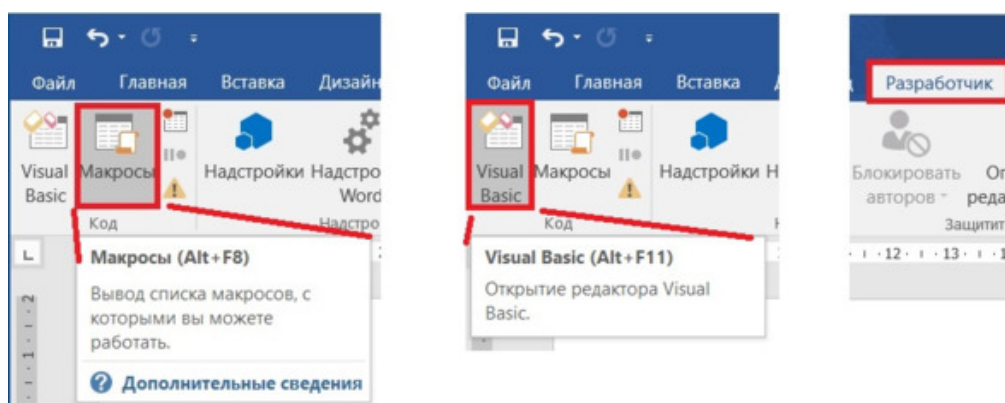 Файл Главная Вставка Дизайн
Visual Basic
Макросы
Надстройки
Word
Код
Макросы (Alt+F8)
Вывод списка макросов, с
которыми вы можете
работать.
Дополнительные сведения
2
1
Файл Главная Вставка
Visual Basic
Макросы
Надстройки Н
Код
Visual Basic (Alt+F11)
Открытие редактора Visual
Basic.
Разработчик
Блокировать
авторов
12 13